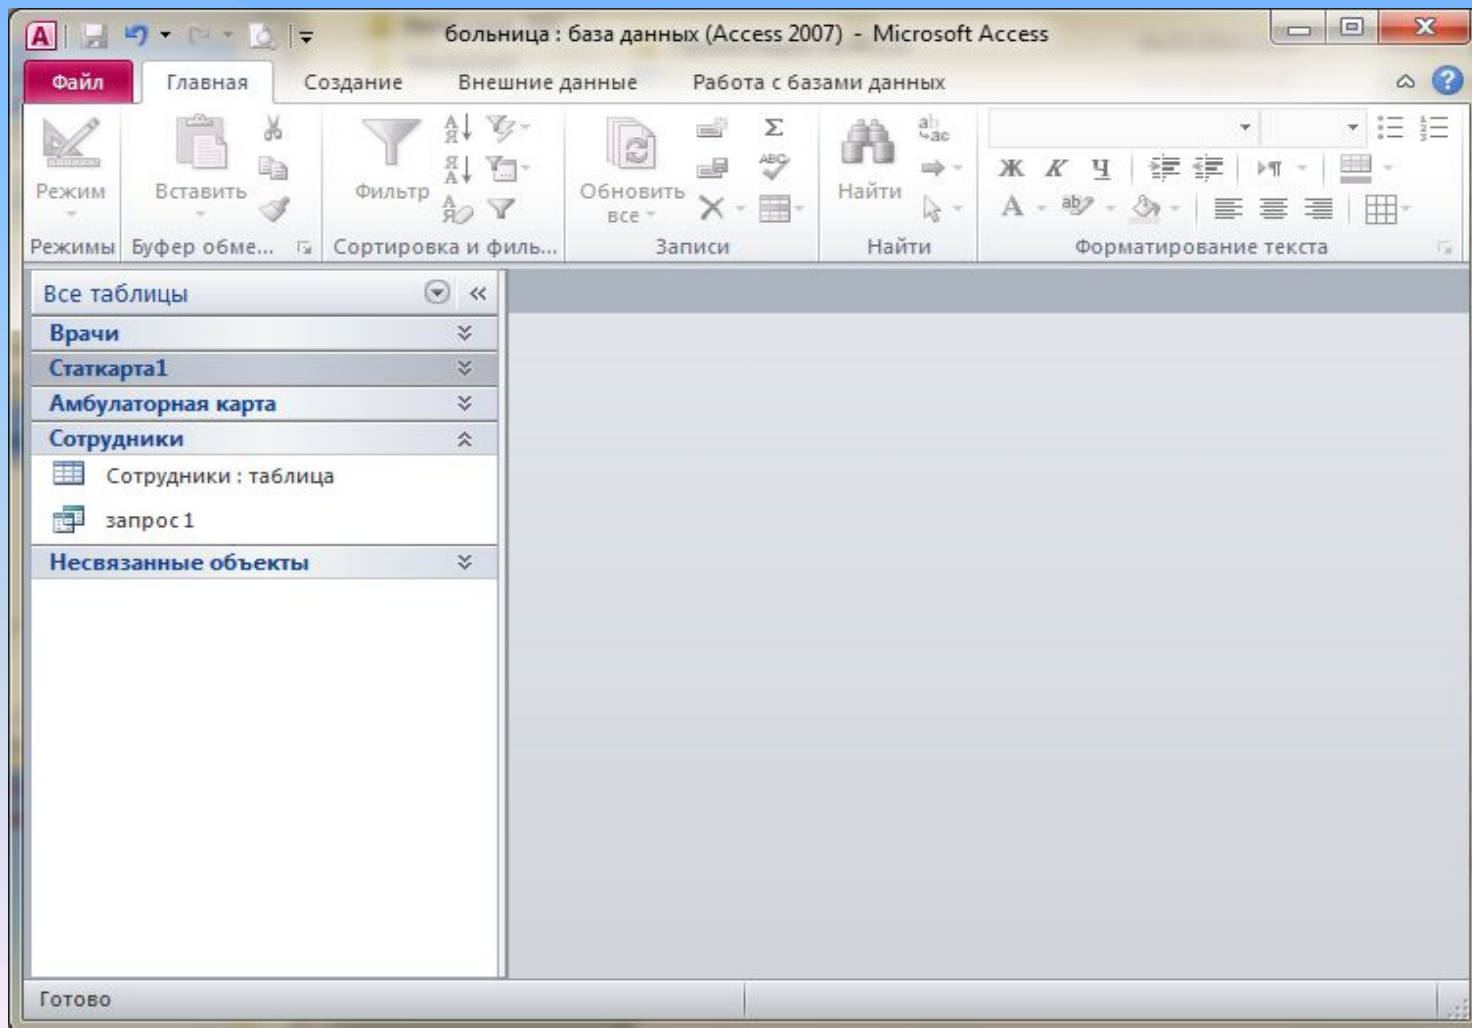 больница : база данных (Access 2007) - Microsoft Access
Файл Главная Создание Внешние данные Работа с базами данных
Режим Вставить Фильтр Обновить все Найти
Ж К Ч
Режимы Буфер обме... Сортировка и филь... Записи Найти Форматирование текста
Все таблицы
Врачи
Статкарта1
Амбулаторная карта
Сотрудники
Сотрудники : таблица
запрос1
Несвязанные объекты
Готово